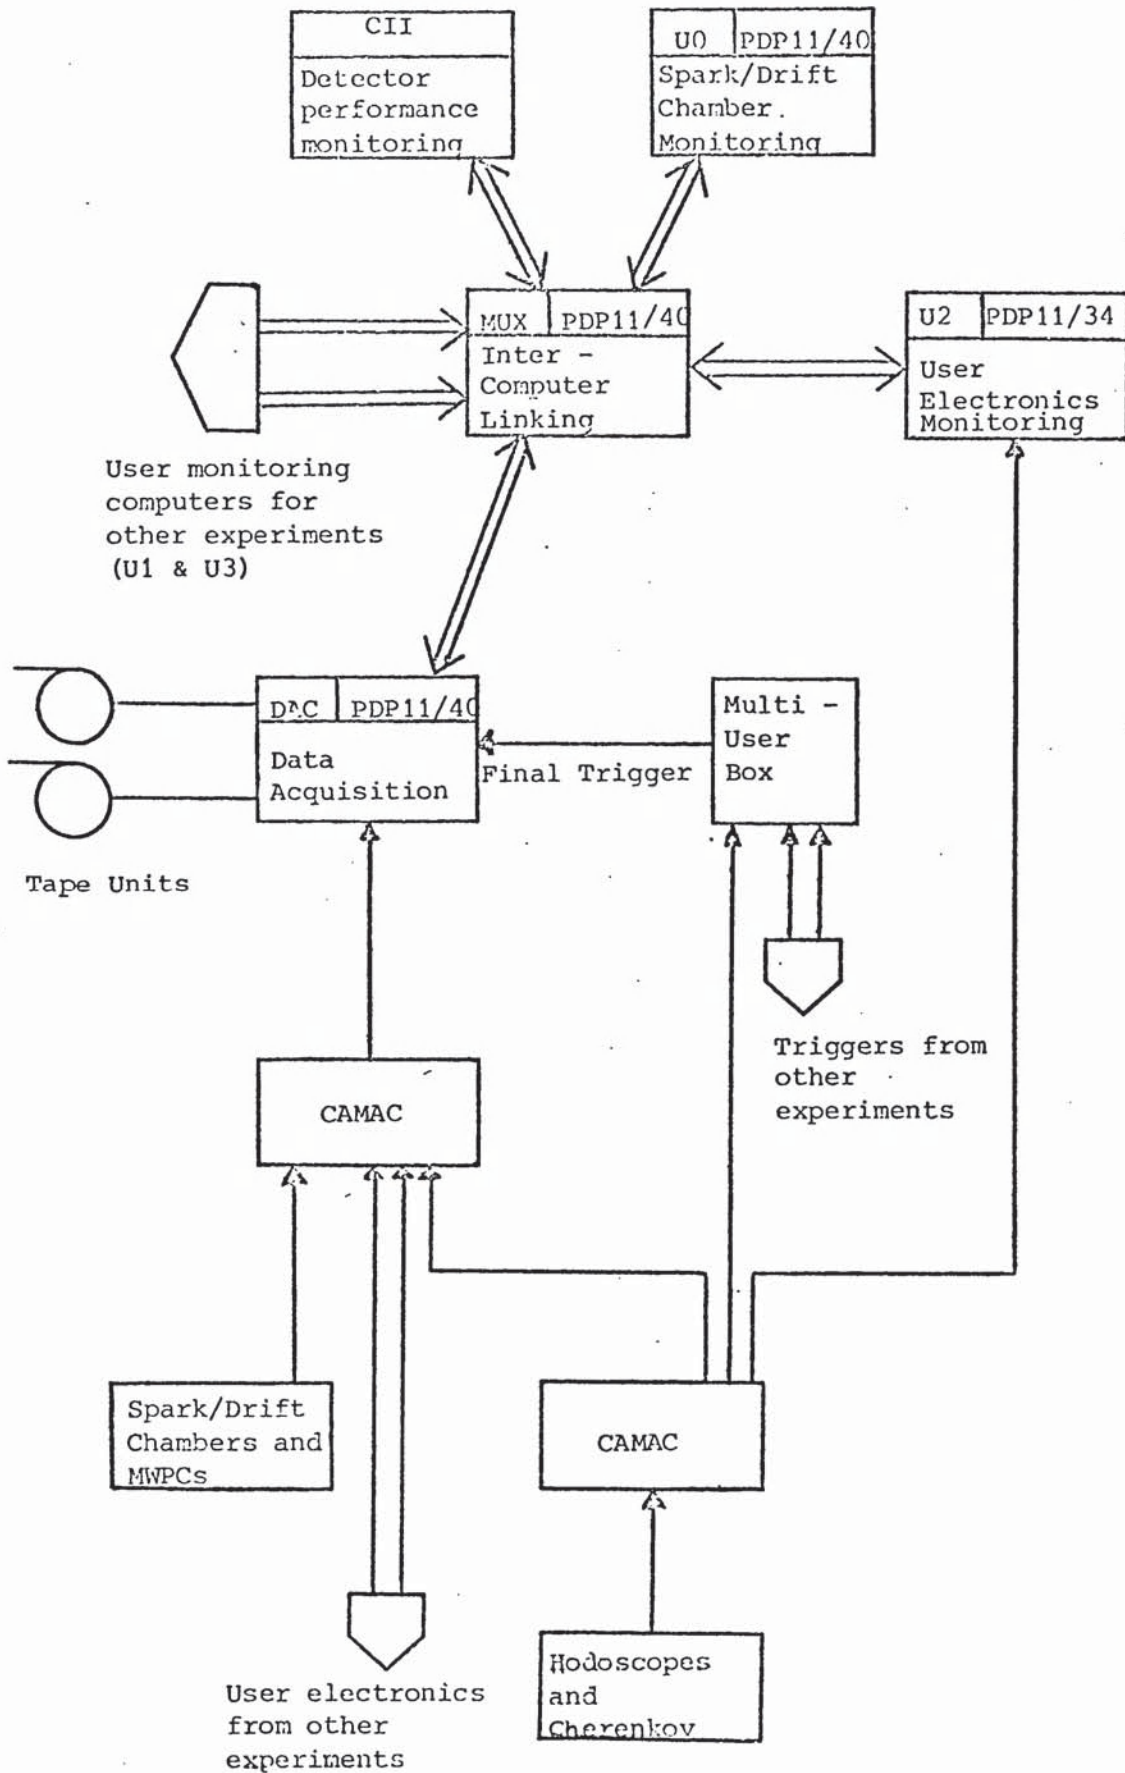 CII
Detector
performance
monitoring
U0 PDP11/40
Spark/Drift
Chamber.
Monitoring
MUX PDP11/40
Inter -
Computer
Linking
U2 PDP11/34
User
Electronics
Monitoring
User monitoring
computers for
other experiments
(U1 & U3)
DAC PDP11/40
Data
Acquisition
Final Trigger
Multi -
User
Box
Tape Units
Triggers from
other
experiments
CAMAC
Spark/Drift
Chambers and
MWPCs
CAMAC
User electronics
from other
experiments
Hodoscopes
and
Cherenkov